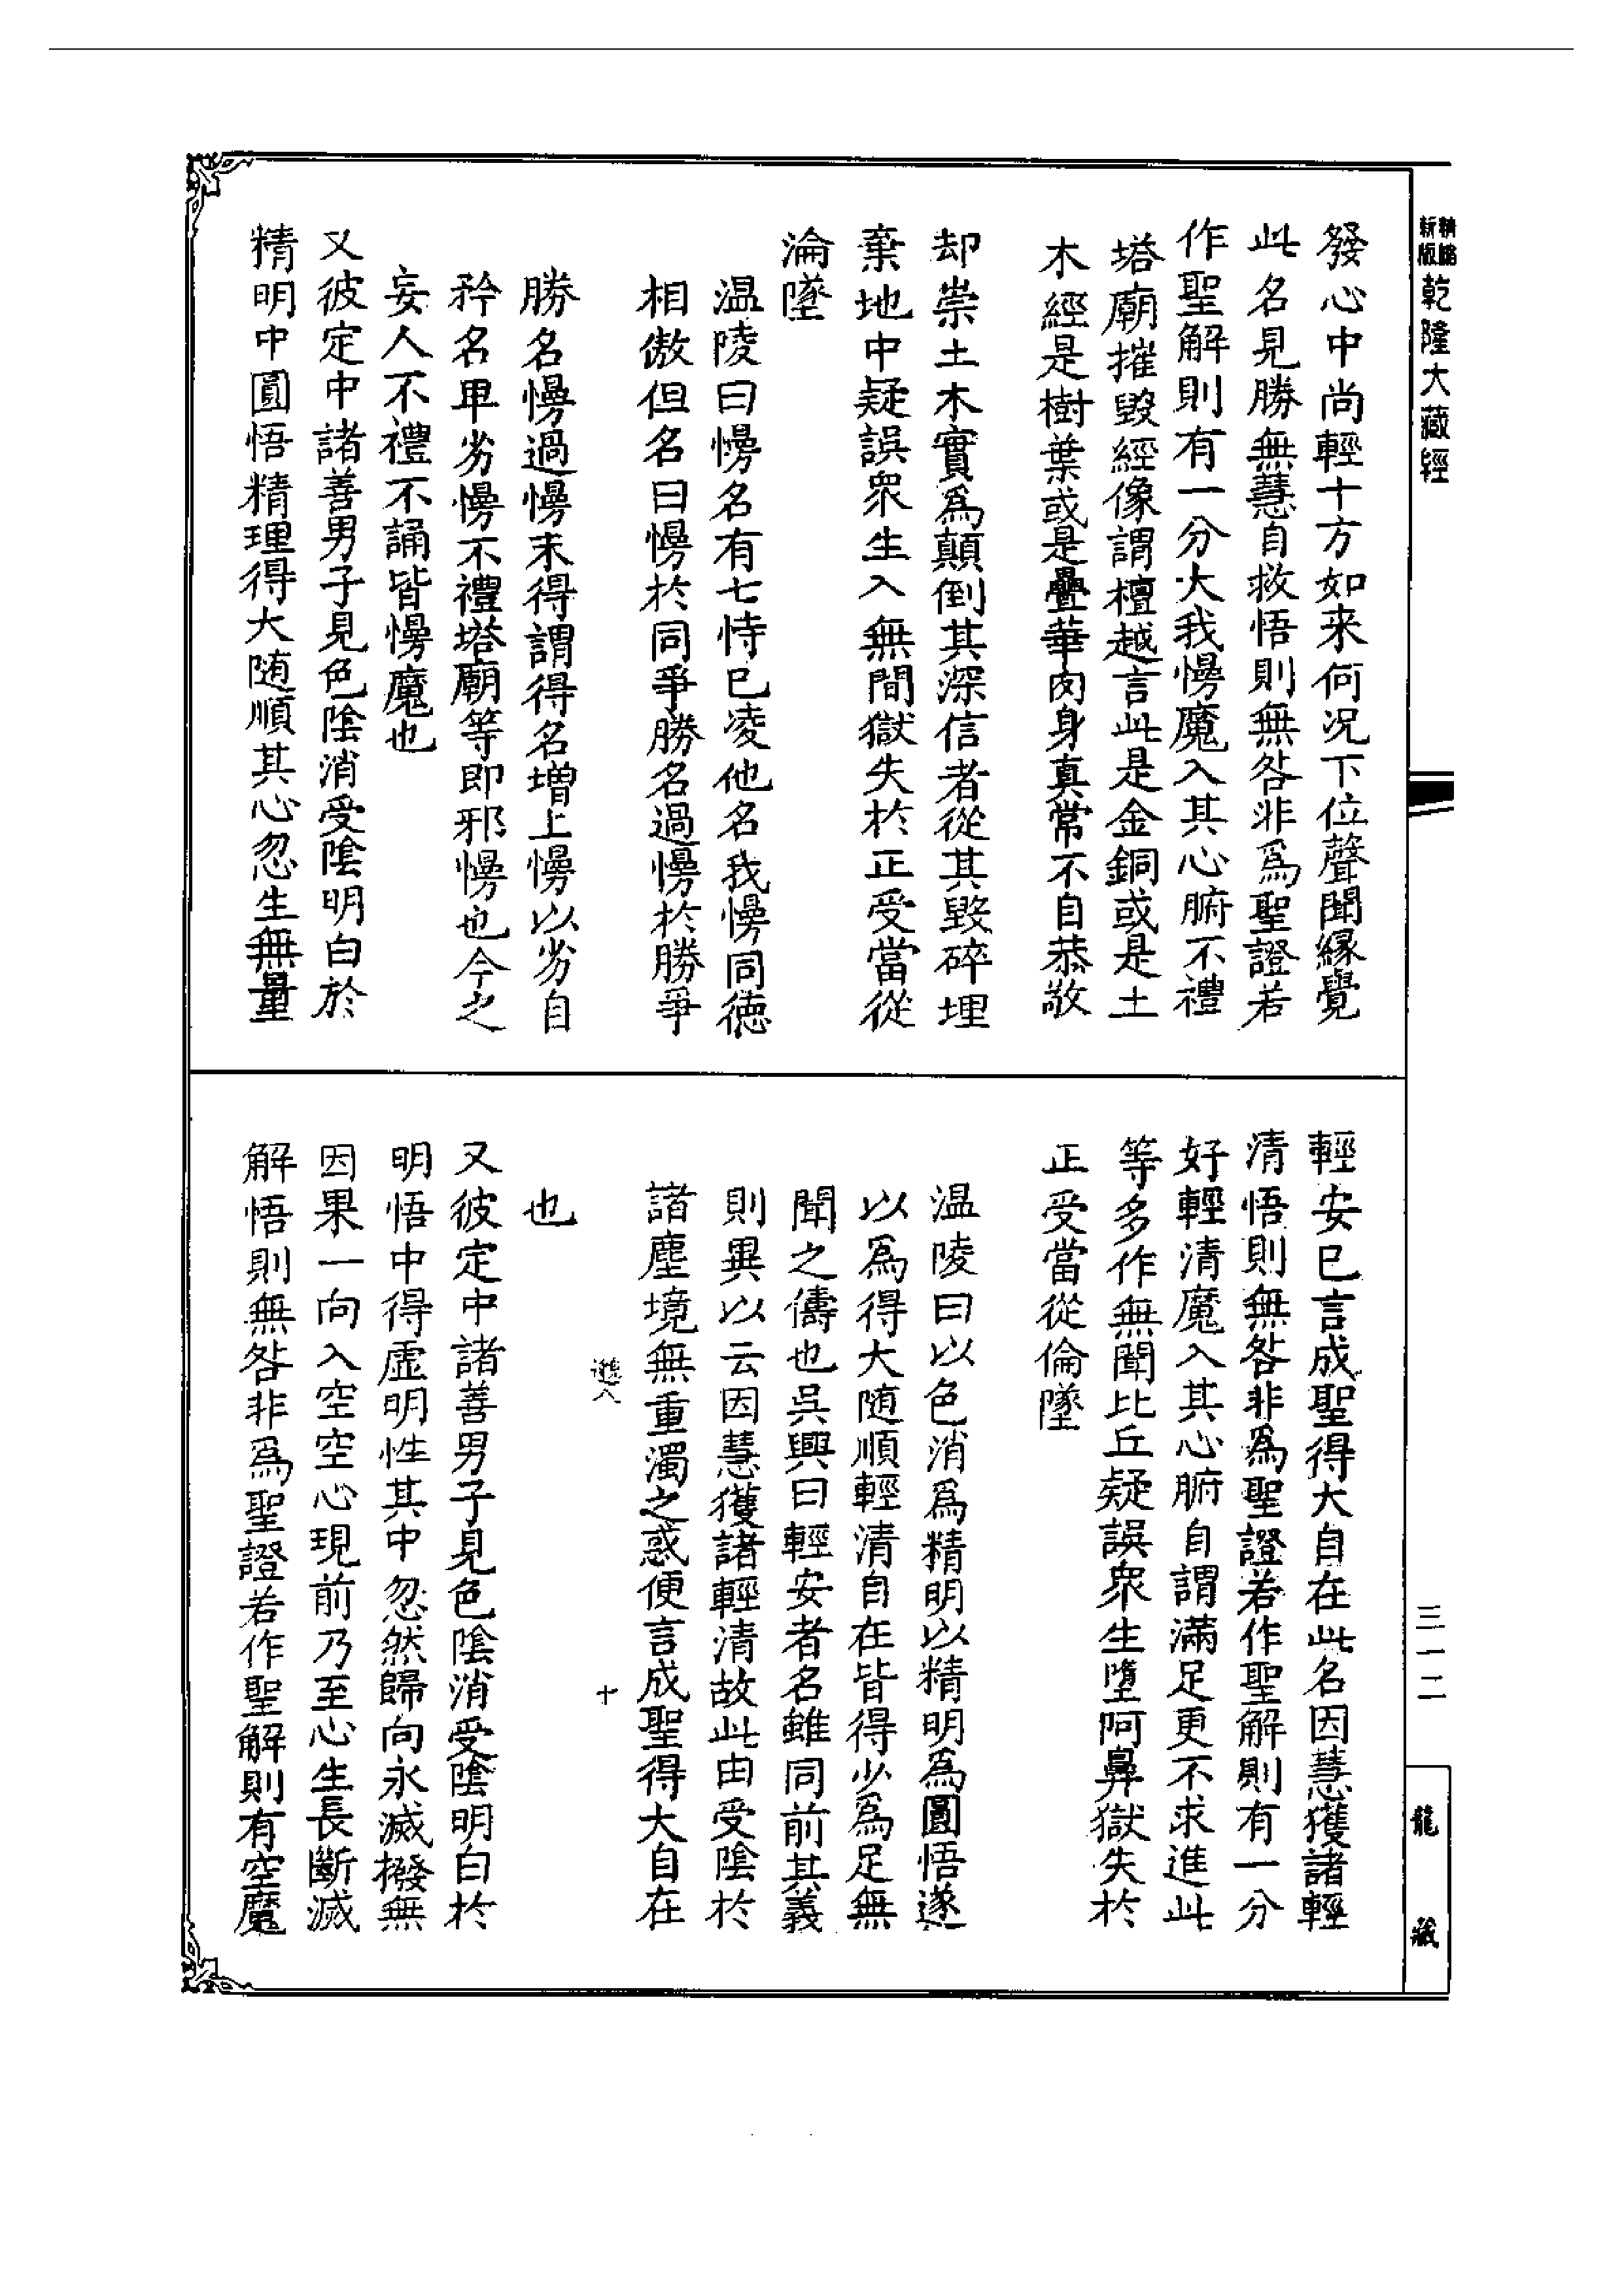 新版
精縮
乾隆大藏經
發心中尚輕十方如来何况下位聲聞緣覺
此名見勝無慧自救悟則無咎非爲聖證若
作聖解則有一分大我慢魔入其心腑不禮
塔廟摧毀經像謂檀越言此是金銅或是土
木經是樹葉或是疊華肉身真常不自恭敬
却崇土木實爲顛倒其深信者從其毀碎埋
棄地中疑誤眾生入無間獄失於正受當從
淪墜
温陵曰慢名有七恃巳凌他名我慢同徳
相傲但名曰慢於同爭勝名過慢於勝爭
勝名慢過慢未得謂得名增上慢以劣自
矜名卑劣慢不禮塔廟等即邪慢也今之
妄人不禮不誦皆慢魔也
又彼定中諸善男子見色陰消受陰明白於
精明中圓悟精理得大随順其心忽生無量
輕安巳言成聖得大自在此名因慧獲諸輕
清悟則無咎非爲聖證若作聖解則有一分
好輕清魔入其心腑自謂滿足更不求進此
等多作無聞比丘疑誤眾生墮阿鼻獄失於
正受當從倫墜
温陵曰以色消爲精明以精明爲圓悟遂
以爲得大随順輕清自在皆得少爲足無
聞之儔也吳興曰輕安者名雖同前其義
則異以云因慧獲諸輕清故此由受陰於
諸塵境無重濁之惑便言成聖得大自在
也
十
又彼定中諸善男子見色陰消受陰明白於
明悟中得虛明性其中忽然歸向永滅撥無
因果一向入空空心現前乃至心生長斷滅
解悟則無咎非爲聖證若作聖解則有空魔
三一二
龍藏